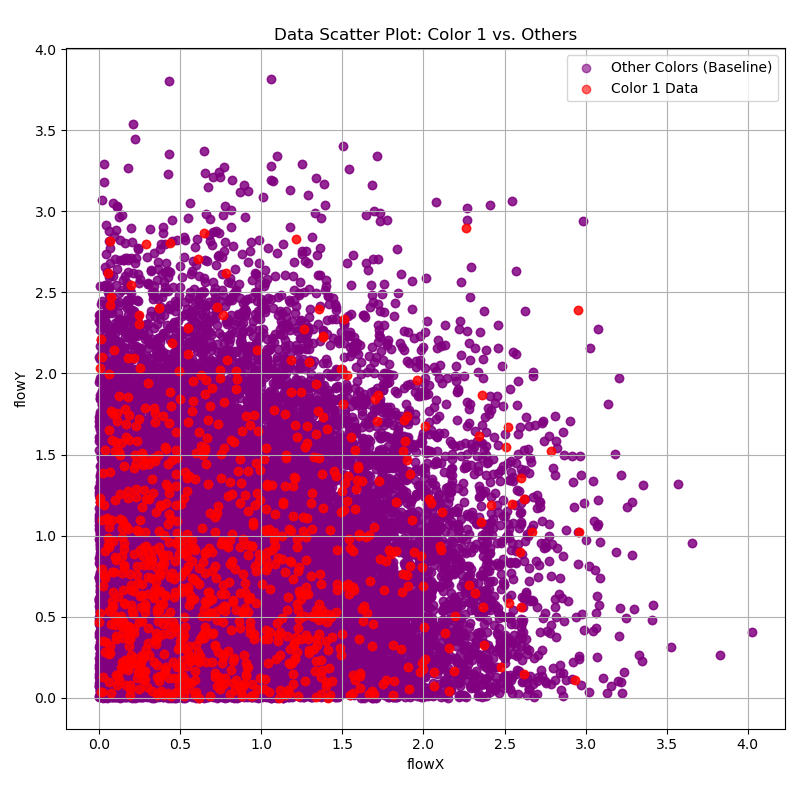 Data Scatter Plot: Color 1 vs. Others
Other Colors (Baseline)
Color 1 Data
flowY
4.0
3.5
3.0
2.5
2.0
1.5
1.0
0.5
0.0
0.0 0.5 1.0 1.5 2.0 2.5 3.0 3.5 4.0
flowX